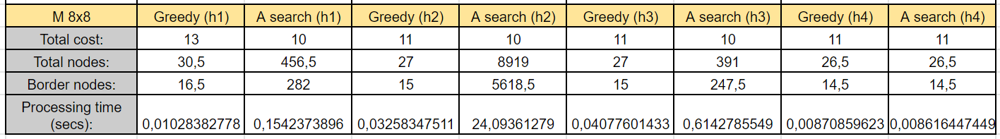 M 8x8 Greedy (h1) A search (h1) Greedy (h2) A search (h2) Greedy (h3) A search (h3) Greedy (h4) A search (h4)
Total cost: 13 10 11 10 11 10 11 11
Total nodes: 30,5 456,5 27 8919 27 391 26,5 26,5
Border nodes: 16,5 282 15 5618,5 15 247,5 14,5 14,5
Processing time
(secs): 0,01028382778 0,1542373896 0,03258347511 24,09361279 0,04077601433 0,6142785549 0,00870859623 0,008616447449